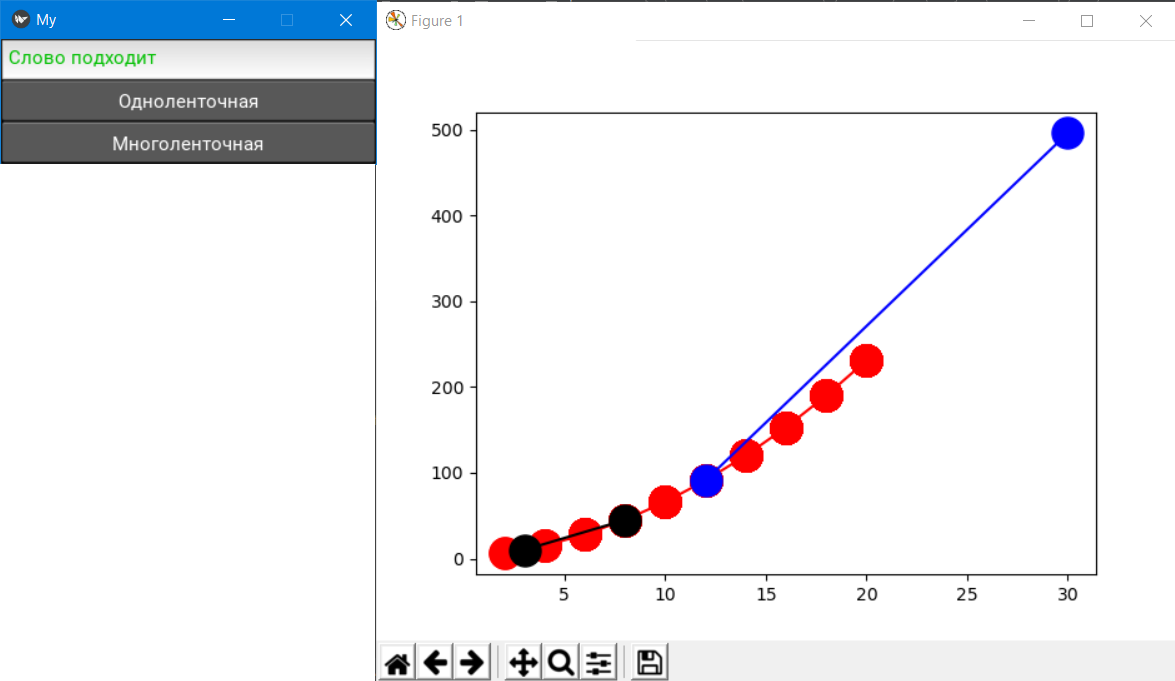 My
Figure 1
Слово подходит
Одноленточная
Многоленточная
500
400
300
200
100
0
5 10 15 20 25 30